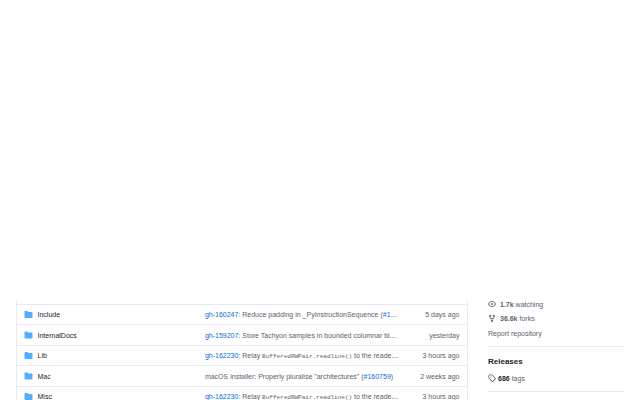 Include gh-160247: Reduce padding in _PyInstructionSequence (#1... 5 days ago
InternalDocs gh-159207: Store Tachyon samples in bounded columnar bl... yesterday
Lib gh-162230: Relay BufferedRWPair.readline() to the reade... 3 hours ago
Mac macOS installer: Properly pluralise "architectures" (#160759) 2 weeks ago
Misc gh-162230: Relay BufferedRWPair.readline() to the reade... 3 hours ago
1.7k watching
36.6k forks
Report repository
Releases
686 tags